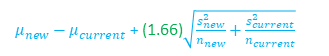 μ_new − μ_current + (1.66)√(s²_new / n_new + s²_current / n_current)